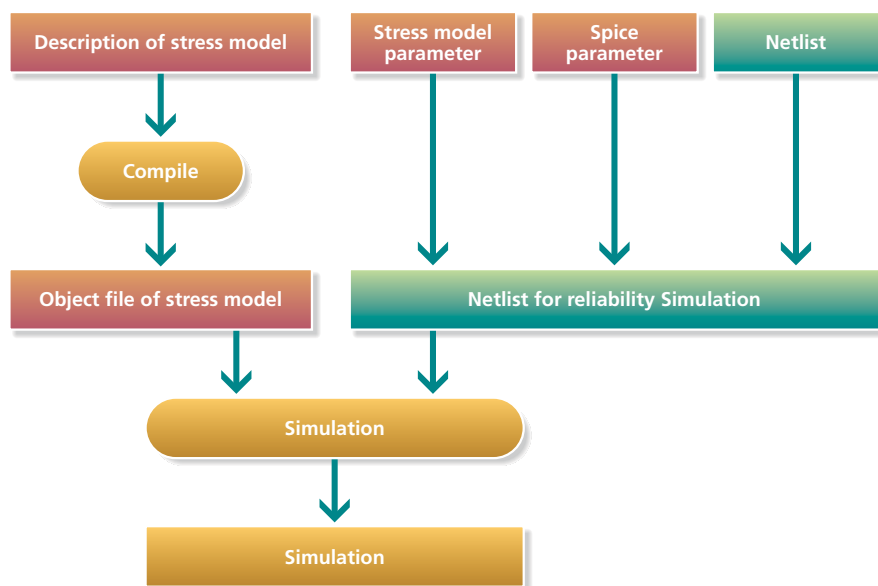 Description of stress model
Stress model
parameter
Spice
parameter
Netlist
Compile
Object file of stress model
Netlist for reliability Simulation
Simulation
Simulation